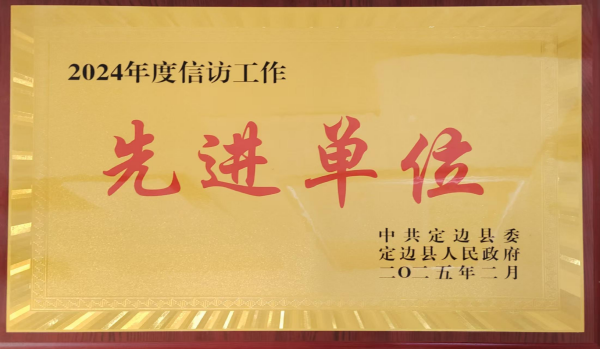 2024年度信访工作
先进单位
中共定边县委
定边县人民政府
二〇二五年二月